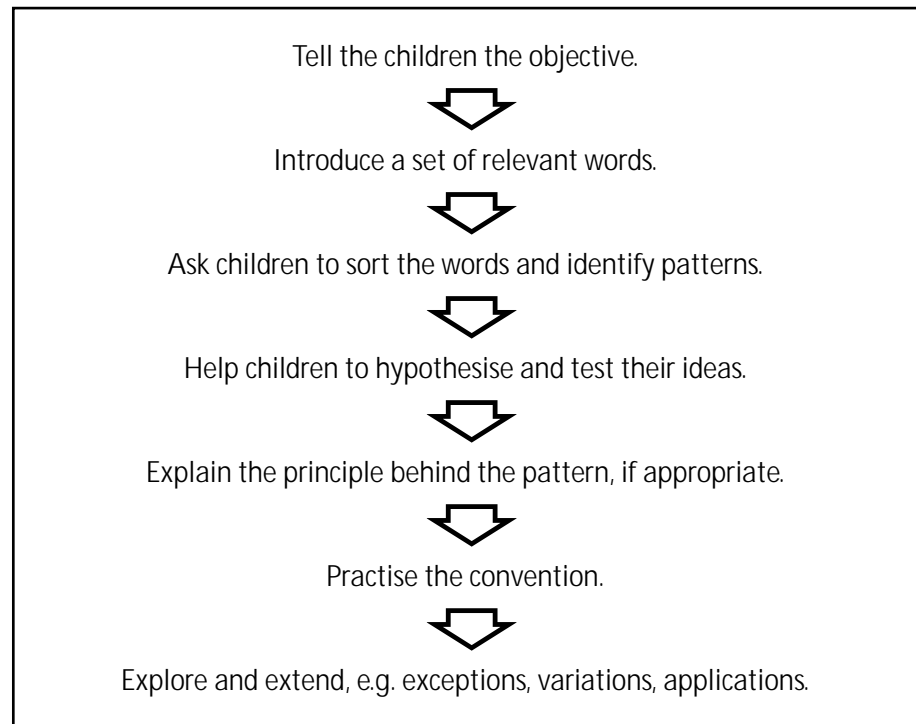 Tell the children the objective.
Introduce a set of relevant words.
Ask children to sort the words and identify patterns.
Help children to hypothesise and test their ideas.
Explain the principle behind the pattern, if appropriate.
Practise the convention.
Explore and extend, e.g. exceptions, variations, applications.